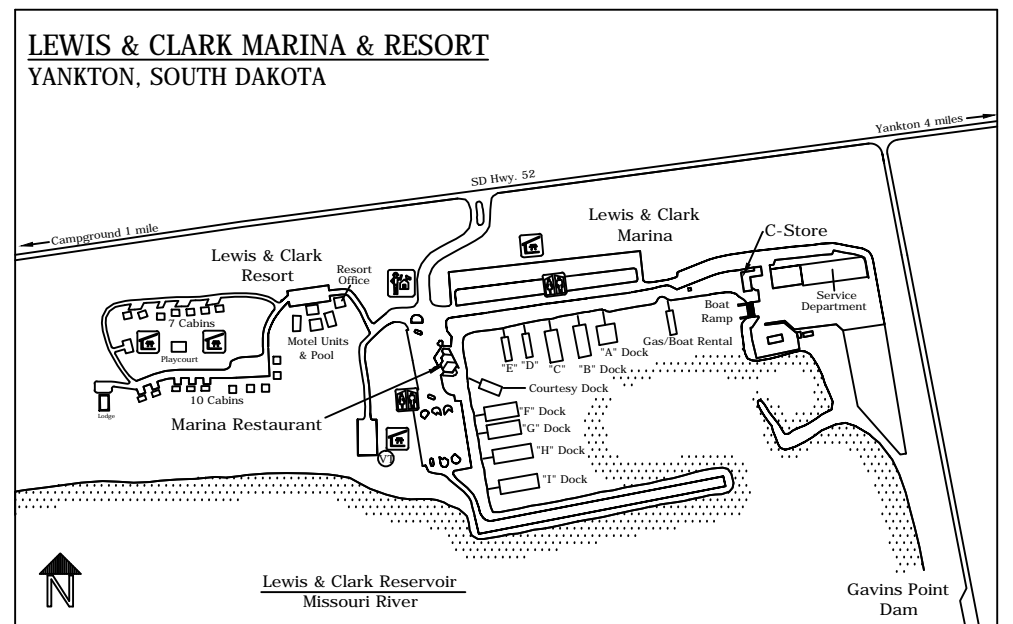 LEWIS & CLARK MARINA & RESORT
YANKTON, SOUTH DAKOTA
Yankton 4 miles
SD Hwy. 52
Campground 1 mile
Lewis & Clark
Marina
C-Store
Lewis & Clark
Resort
Resort
Office
Service
Department
Boat
Ramp
7 Cabins
Motel Units
& Pool
Gas/Boat Rental
"A" Dock
"E"
"D"
"C"
"B" Dock
Playcourt
10 Cabins
Courtesy Dock
Lodge
Marina Restaurant
"F" Dock
"G" Dock
"H" Dock
VT
"I" Dock
N
Lewis & Clark Reservoir
Missouri River
Gavins Point
Dam